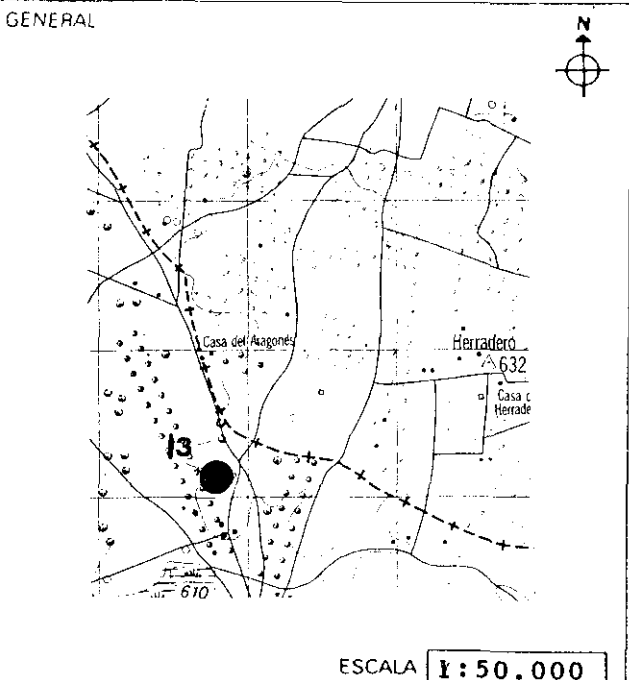 GENERAL
N
Casa del Aragonés
Herradero
632
Casa d
Herrade
13
610
ESCALA 1:50.000